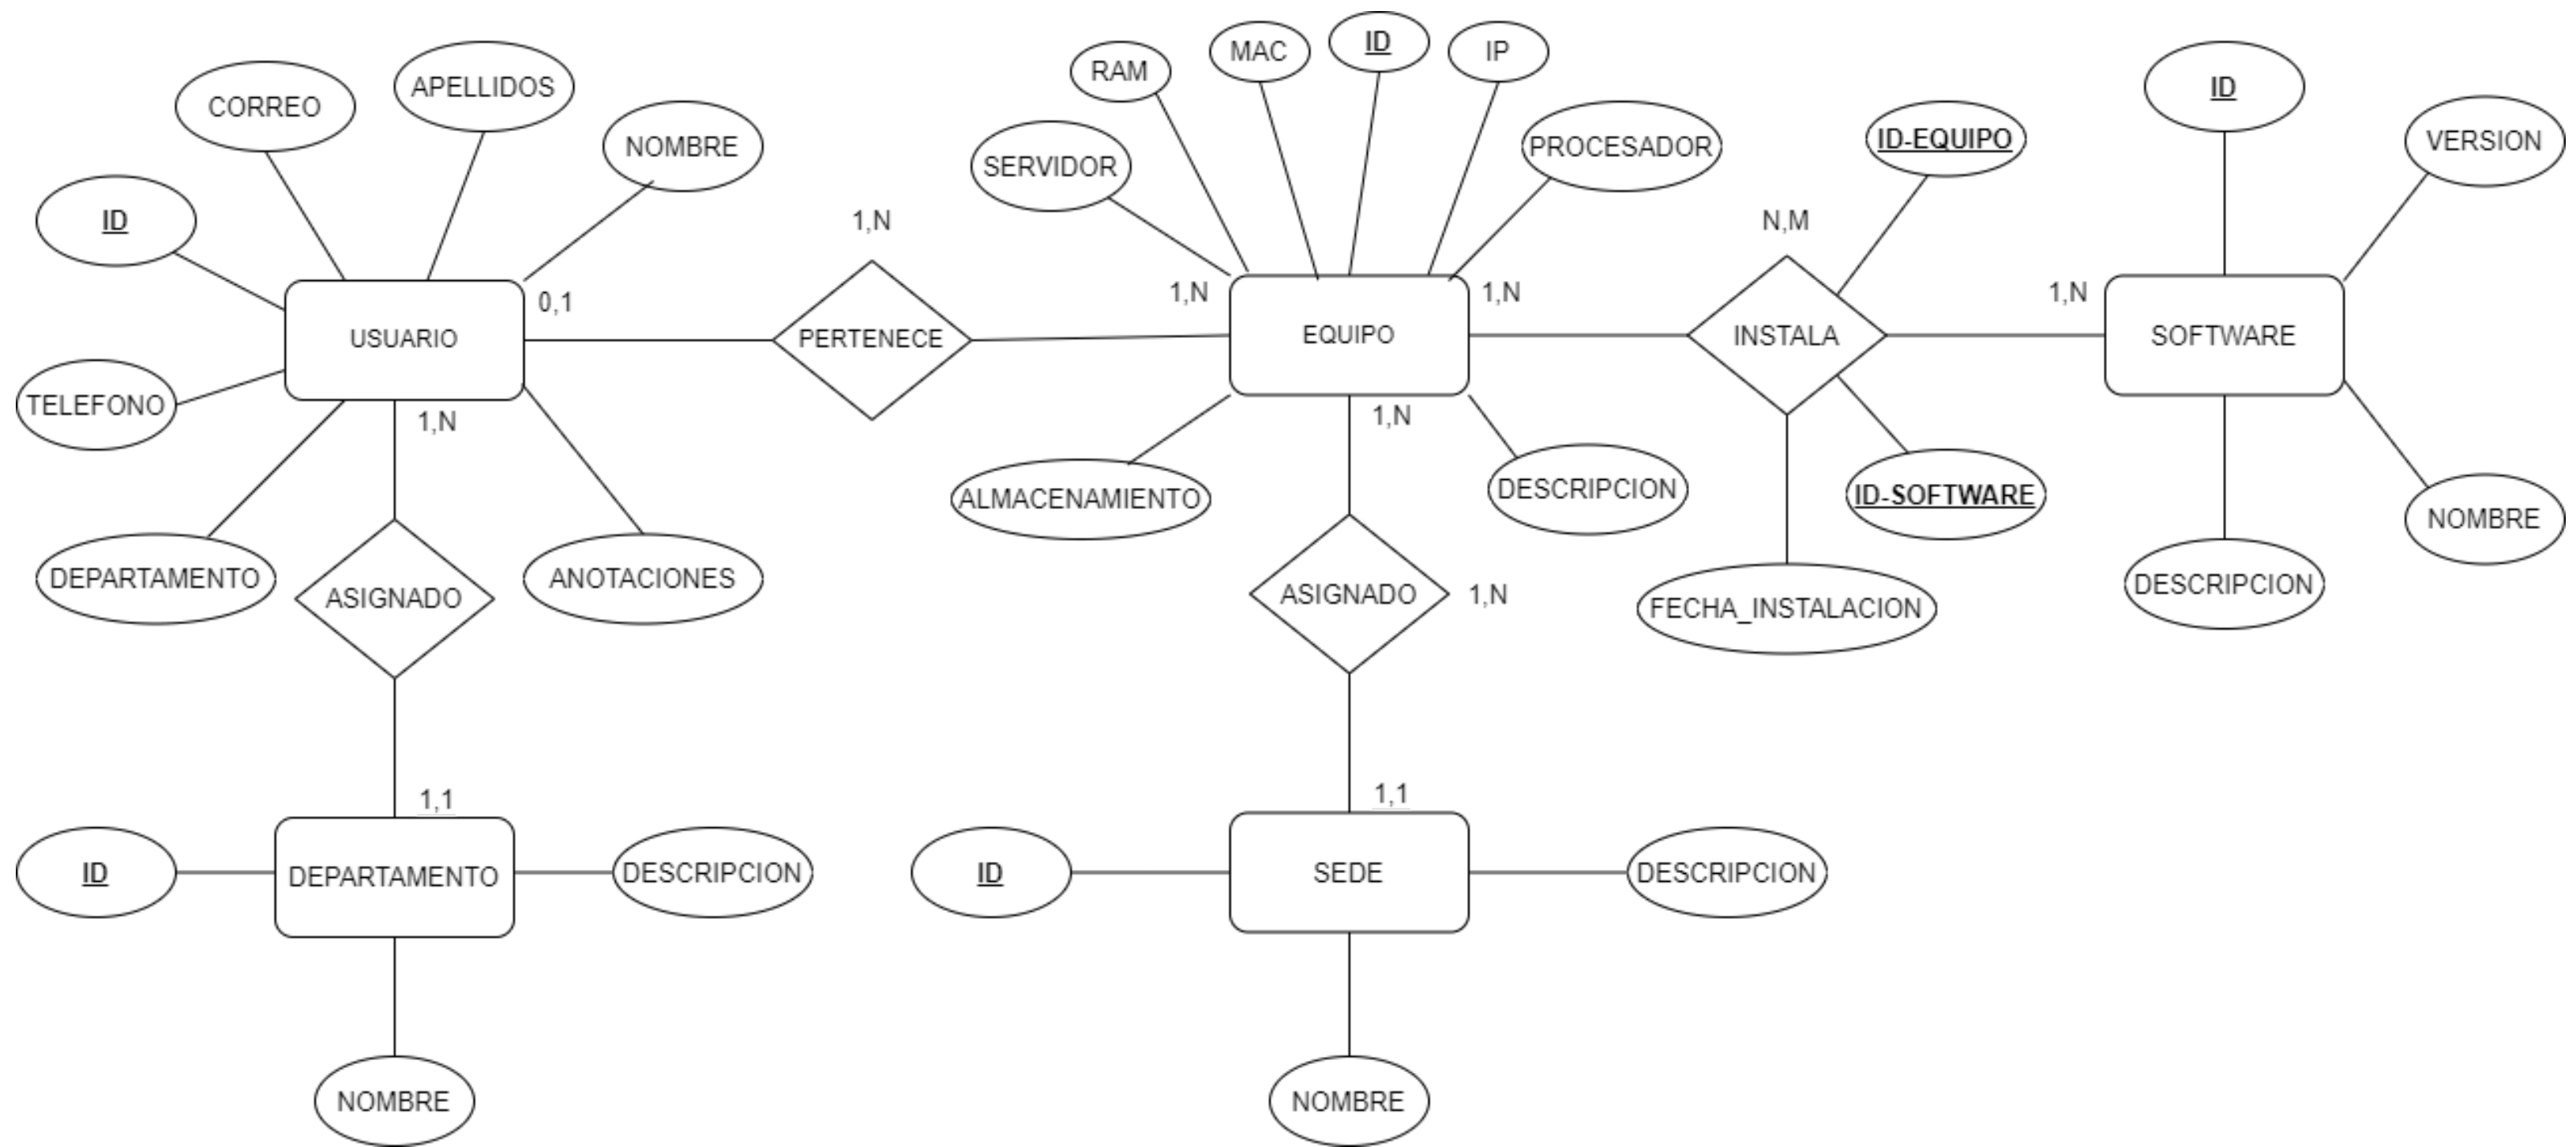 ID
IP
MAC
RAM
ID
APELLIDOS
CORREO
ID-EQUIPO
VERSION
NOMBRE
PROCESADOR
SERVIDOR
ID
1,N
N,M
1,N
1,N
1,N
0,1
USUARIO
PERTENECE
EQUIPO
INSTALA
SOFTWARE
TELEFONO
1,N
1,N
DESCRIPCION
ID-SOFTWARE
ALMACENAMIENTO
NOMBRE
DEPARTAMENTO
ANOTACIONES
DESCRIPCION
ASIGNADO
ASIGNADO
1,N
FECHA_INSTALACION
1,1
1,1
ID
DEPARTAMENTO
DESCRIPCION
ID
SEDE
DESCRIPCION
NOMBRE
NOMBRE